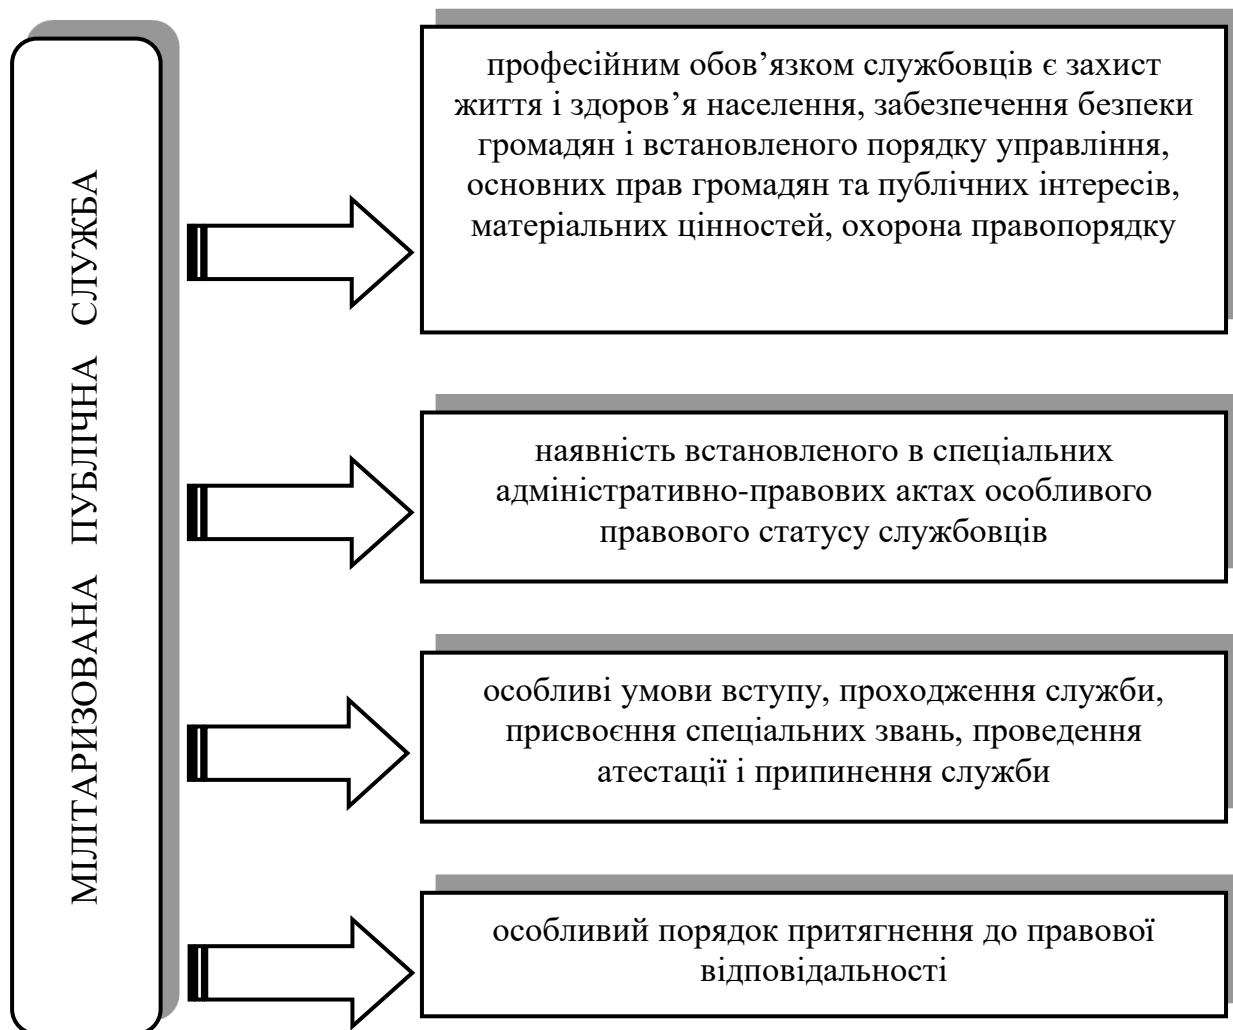 МІЛІТАРИЗОВАНА ПУБЛІЧНА СЛУЖБА
професійним обов’язком службовців є захист
життя і здоров’я населення, забезпечення безпеки
громадян і встановленого порядку управління,
основних прав громадян та публічних інтересів,
матеріальних цінностей, охорона правопорядку
наявність встановленого в спеціальних
адміністративно-правових актах особливого
правового статусу службовців
особливі умови вступу, проходження служби,
присвоєння спеціальних звань, проведення
атестації і припинення служби
особливий порядок притягнення до правової
відповідальності